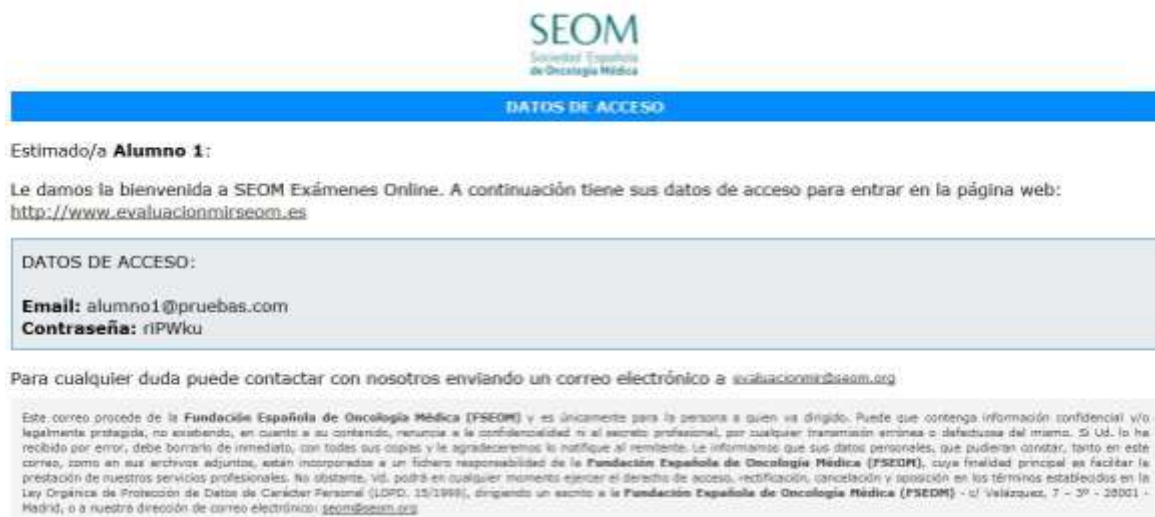 SEOM
Sociedad Española
de Oncología Médica
DATOS DE ACCESO
Estimado/a Alumno 1:
Le damos la bienvenida a SEOM Exámenes Online. A continuación tiene sus datos de acceso para entrar en la página web:
http://www.evaluacionmirseom.es
DATOS DE ACCESO:
Email: alumno1@pruebas.com
Contraseña: riPWku
Para cualquier duda puede contactar con nosotros enviando un correo electrónico a evaluacionmir@seom.org
Este correo procede de la Fundación Española de Oncología Médica (FSEOM) y es únicamente para la persona a quien va dirigido. Puede que contenga información confidencial y/o
legalmente protegida, no existiendo, en cuanto a su contenido, renuncia a la confidencialidad ni al secreto profesional, por cualquier transmisión errónea o defectuosa del mismo. Si Ud. lo ha
recibido por error, debe borrarlo de inmediato, con todas sus copias y le agradeceremos lo notifique al remitente. Le informamos que sus datos personales, que pudieran constar, tanto en este
correo, como en sus archivos adjuntos, están incorporados a un fichero responsabilidad de la Fundación Española de Oncología Médica (FSEOM), cuya finalidad principal es facilitar la
prestación de nuestros servicios profesionales. No obstante, Vd. podrá en cualquier momento ejercer el derecho de acceso, rectificación, cancelación y oposición en los términos establecidos en la
Ley Orgánica de Protección de Datos de Carácter Personal (LOPD, 15/1999), dirigiendo un escrito a la Fundación Española de Oncología Médica (FSEOM) - c/ Velázquez, 7 - 3º - 28001 -
Madrid, o a nuestra dirección de correo electrónico: seom@seom.org